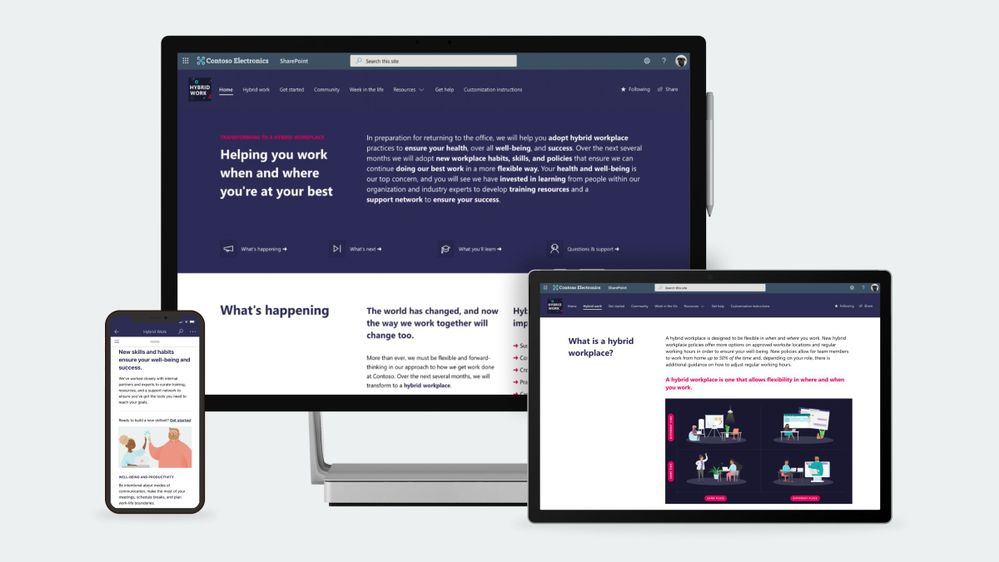 Contoso Electronics
SharePoint
Search this site
HYBRID
WORK
Home
Hybrid work
Get started
Community
Week in the life
Resources
Get help
Customization instructions
Following
Share
TRANSFORMING TO A HYBRID WORKPLACE
Helping you work
when and where
you're at your best
In preparation for returning to the office, we will help you adopt hybrid workplace
practices to ensure your health, over all well-being, and success. Over the next several
months we will adopt new workplace habits, skills, and policies that ensure we can
continue doing our best work in a more flexible way. Your health and well-being is
our top concern, and you will see we have invested in learning from people within our
organization and industry experts to develop training resources and a
support network to ensure your success.
What's happening
What's next
What you'll learn
Questions & support
What's happening
The world has changed, and now
the way we work together will
change too.
More than ever, we must be flexible and forward-
thinking in our approach to how we get work done
at Contoso. Over the next several months, we will
transform to a hybrid workplace.
Hybrid Work
Home
New skills and habits
ensure your well-being and
success.
We've worked closely with internal
partners and experts to curate training,
resources, and a support network to
ensure you've got the tools you need to
reach your goals.
Ready to build a new skillset? Get started!
WELL-BEING AND PRODUCTIVITY
Be intentional about modes of
communication, make the most of your
meetings, schedule breaks, and plan
work-life boundaries.
Contoso Electronics
SharePoint
Search this site
HYBRID
WORK
Home
Hybrid work
Get started
Community
Week in the life
Resources
Get help
Customization instructions
Following
Share
What is a hybrid
workplace?
A hybrid workplace is designed to be flexible in when and where you work. New hybrid
workplace policies offer more options on approved worksite locations and regular
working hours in order to ensure your well-being. New policies allow for team members
to work from home up to 50% of the time and, depending on your role, there is
additional guidance on how to adjust regular working hours.
A hybrid workplace is one that allows flexibility in where and when
you work.
DIFFERENT TIME
SAME TIME
SAME PLACE
DIFFERENT PLACE